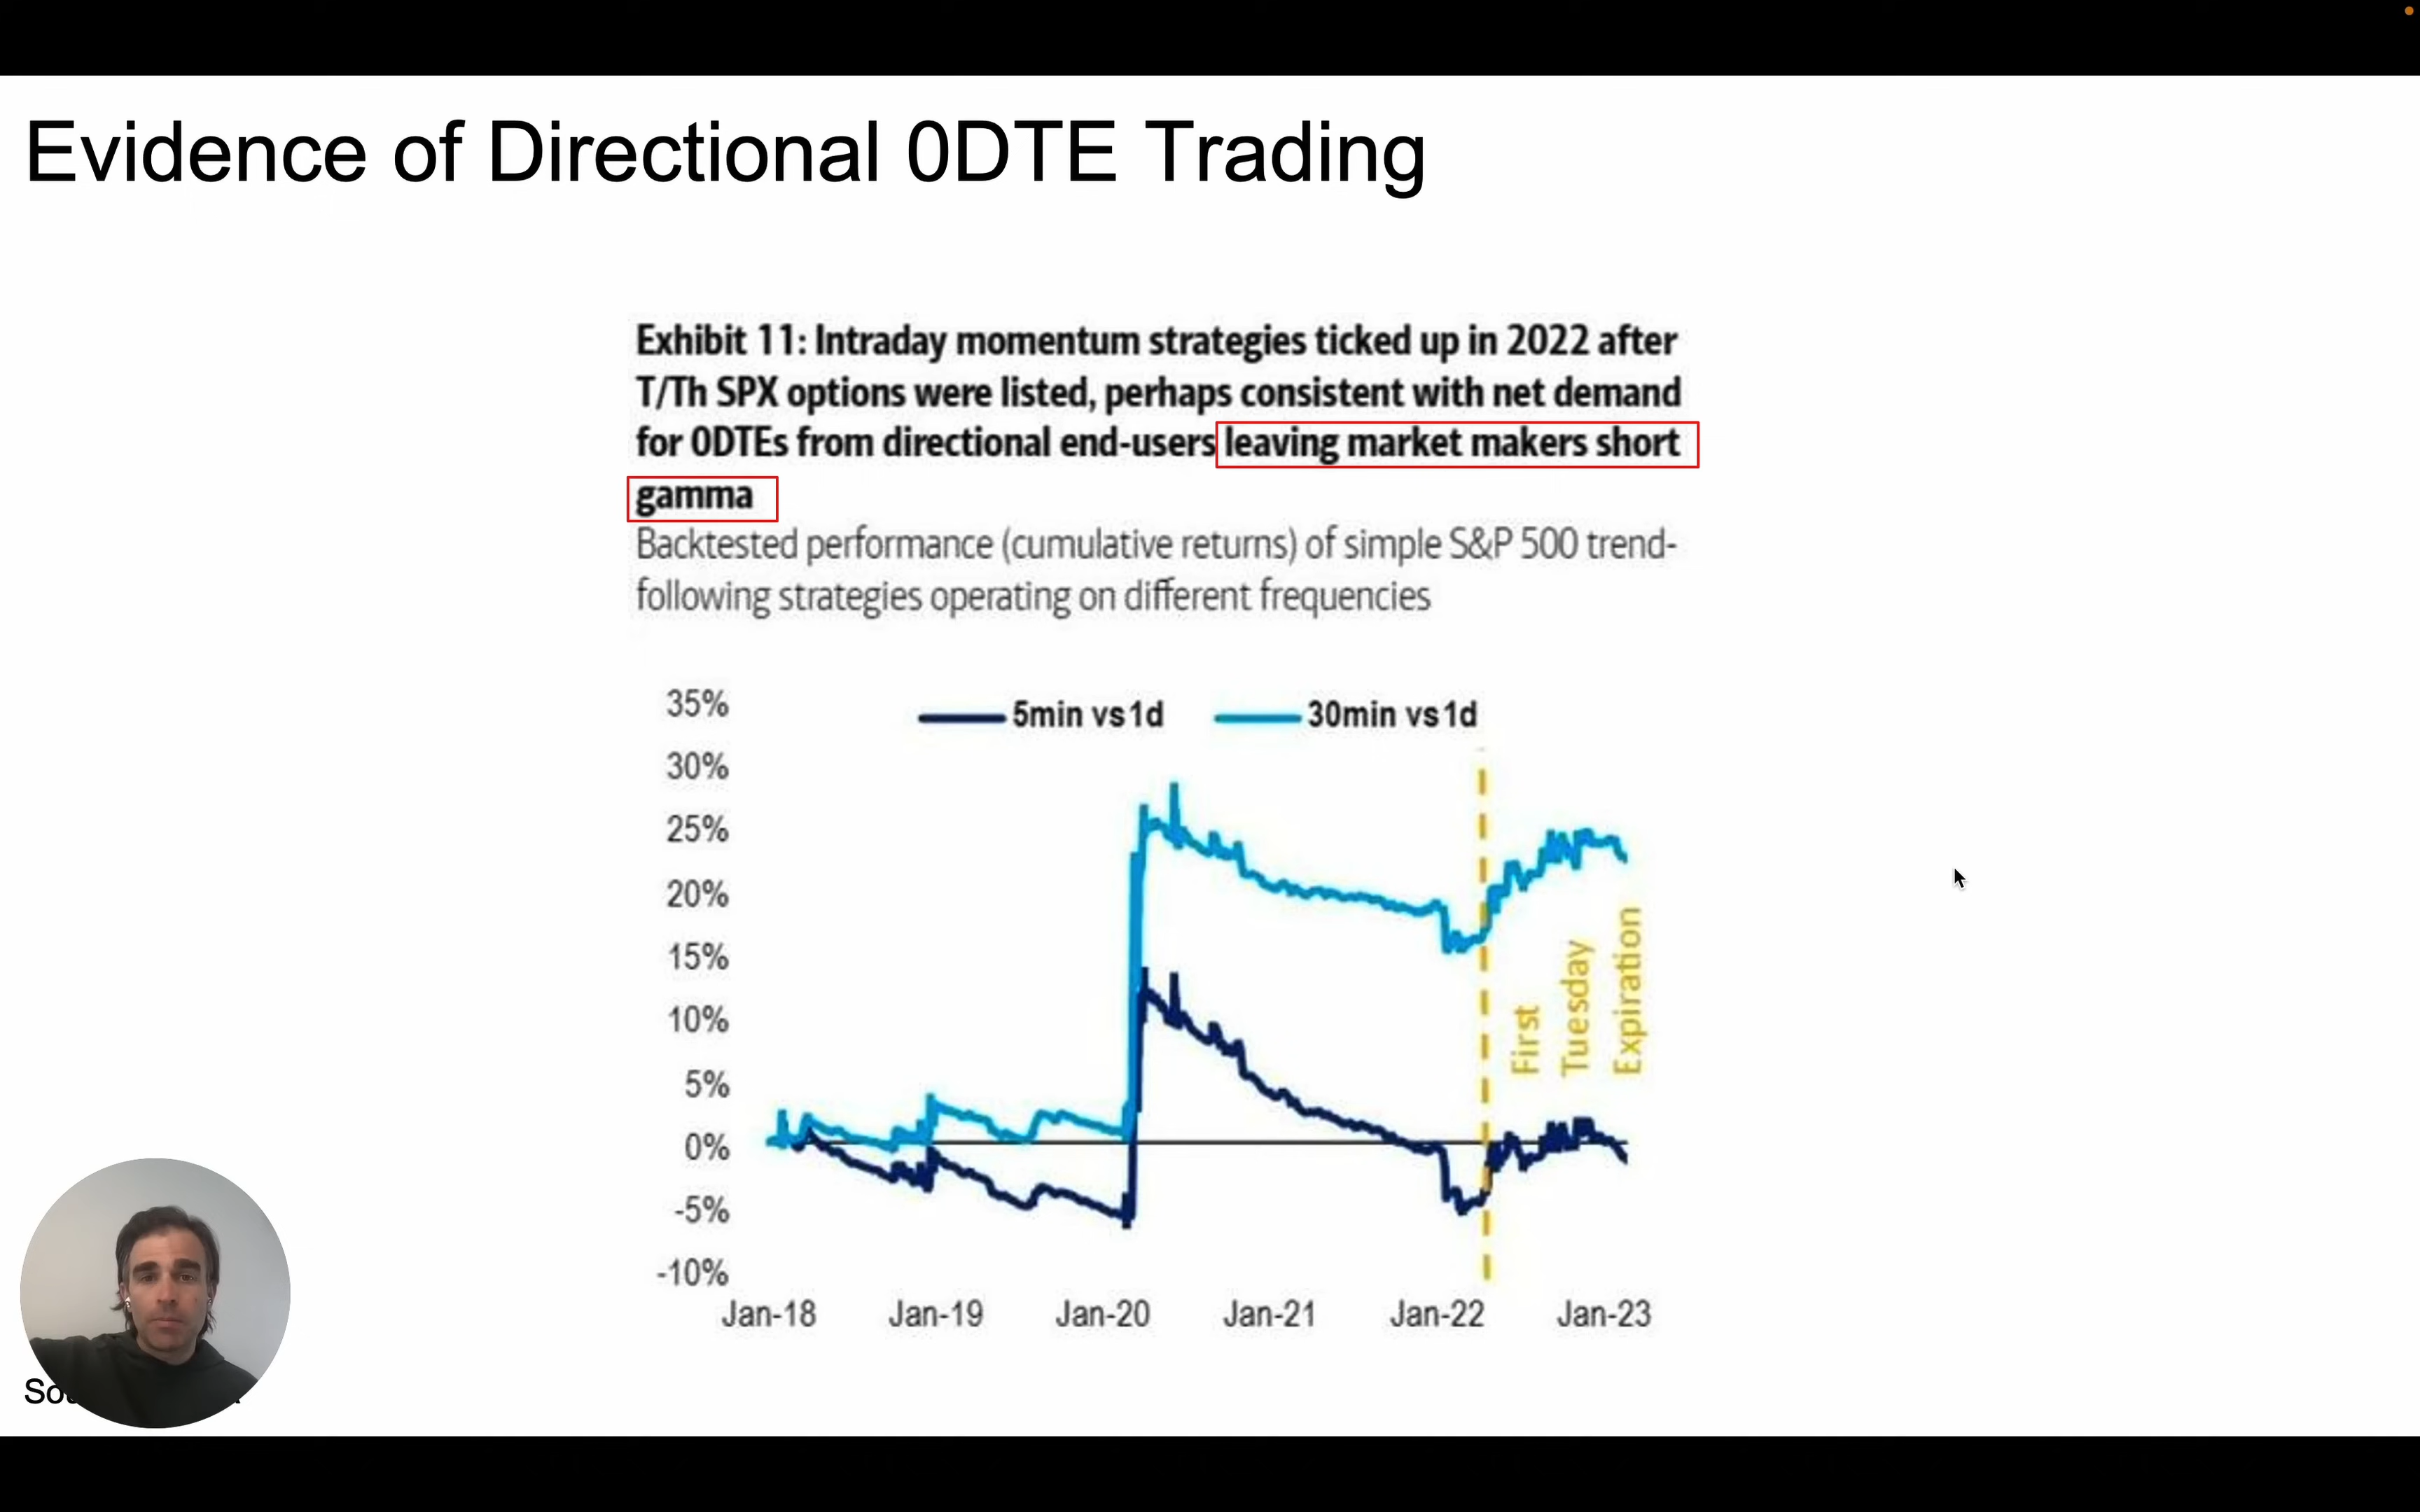 Evidence of Directional 0DTE Trading
Exhibit 11: Intraday momentum strategies ticked up in 2022 after
T/Th SPX options were listed, perhaps consistent with net demand
for 0DTEs from directional end-users leaving market makers short
gamma
Backtested performance (cumulative returns) of simple S&P 500 trend-
following strategies operating on different frequencies
5min vs1d 30min vs1d
35%
30%
25%
20%
15%
10%
5%
0%
-5%
-10%
First
Tuesday
Expiration
Jan-18 Jan-19 Jan-20 Jan-21 Jan-22 Jan-23